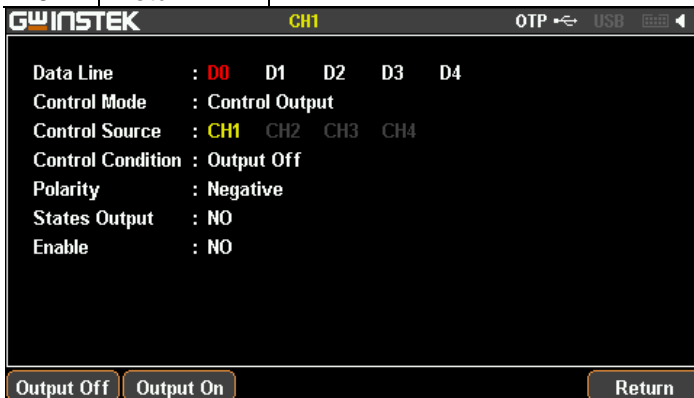 GWINSTEK CH1 OTP USB
Data Line : D0 D1 D2 D3 D4
Control Mode : Control Output
Control Source : CH1 CH2 CH3 CH4
Control Condition : Output Off
Polarity : Negative
States Output : NO
Enable : NO
Output Off Output On Return